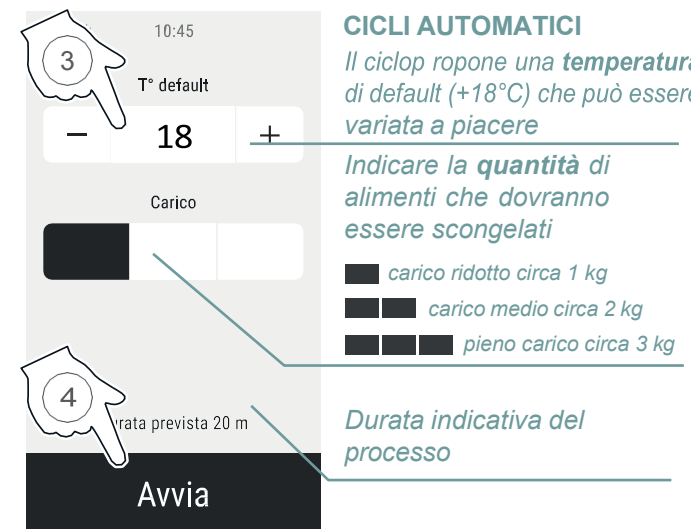 10:45
3
T° default
− 18 +
Carico
4
rata prevista 20 m
Avvia
CICLI AUTOMATICI
Il ciclop ropone una temperatura
di default (+18°C) che può essere
variata a piacere
Indicare la quantità di
alimenti che dovranno
essere scongelati
carico ridotto circa 1 kg
carico medio circa 2 kg
pieno carico circa 3 kg
Durata indicativa del
processo